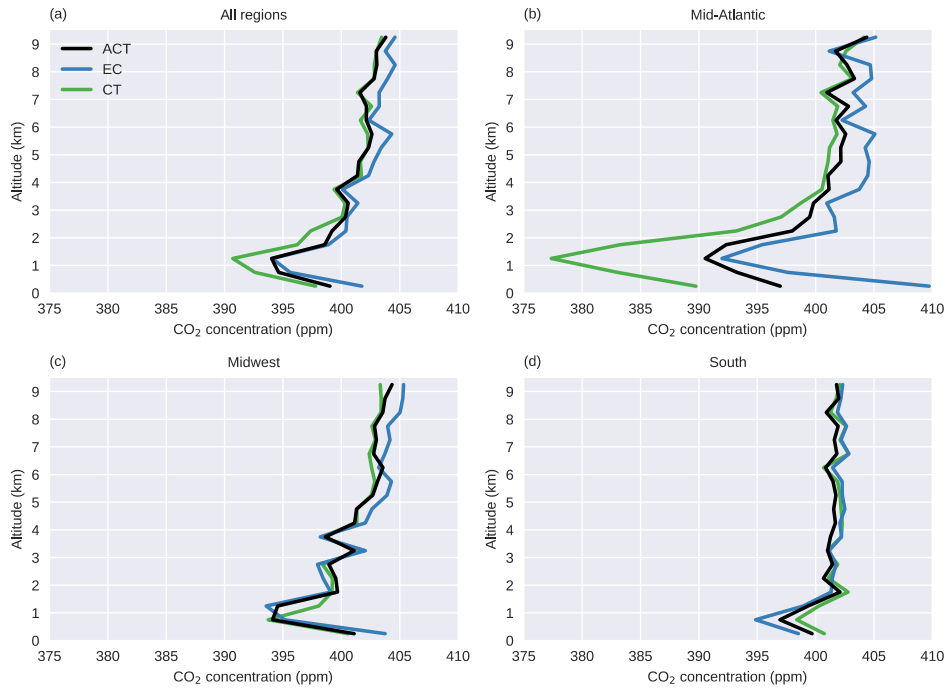 (a) All regions
ACT
EC
CT
Altitude (km)
0 1 2 3 4 5 6 7 8 9
375 380 385 390 395 400 405 410
CO₂ concentration (ppm)
(b) Mid-Atlantic
Altitude (km)
0 1 2 3 4 5 6 7 8 9
375 380 385 390 395 400 405 410
CO₂ concentration (ppm)
(c) Midwest
Altitude (km)
0 1 2 3 4 5 6 7 8 9
375 380 385 390 395 400 405 410
CO₂ concentration (ppm)
(d) South
Altitude (km)
0 1 2 3 4 5 6 7 8 9
375 380 385 390 395 400 405 410
CO₂ concentration (ppm)